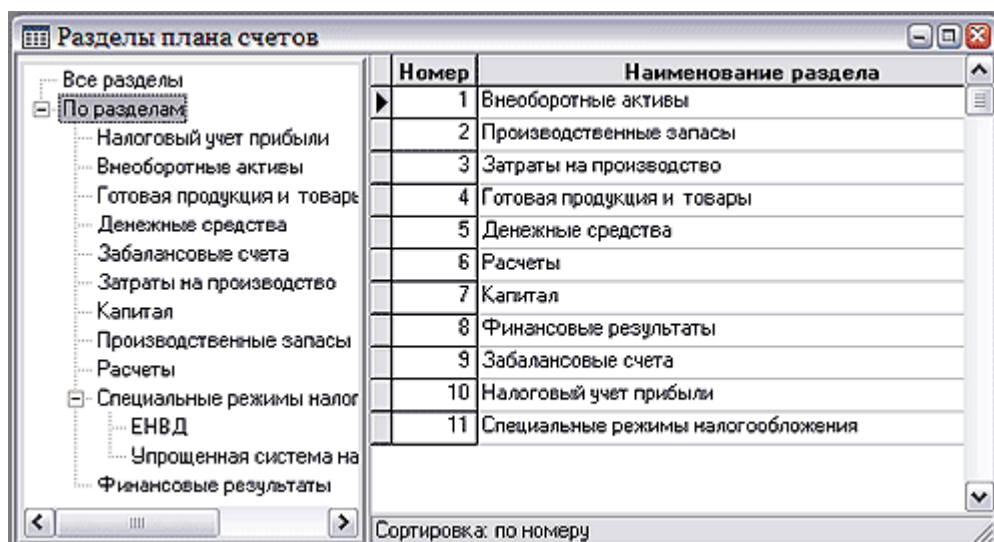 Разделы плана счетов
Все разделы
По разделам
Налоговый учет прибыли
Внеоборотные активы
Готовая продукция и товары
Денежные средства
Забалансовые счета
Затраты на производство
Капитал
Производственные запасы
Расчеты
Специальные режимы налог
ЕНВД
Упрощенная система на
Финансовые результаты
Номер Наименование раздела
1 Внеоборотные активы
2 Производственные запасы
3 Затраты на производство
4 Готовая продукция и товары
5 Денежные средства
6 Расчеты
7 Капитал
8 Финансовые результаты
9 Забалансовые счета
10 Налоговый учет прибыли
11 Специальные режимы налогообложения
Сортировка: по номеру